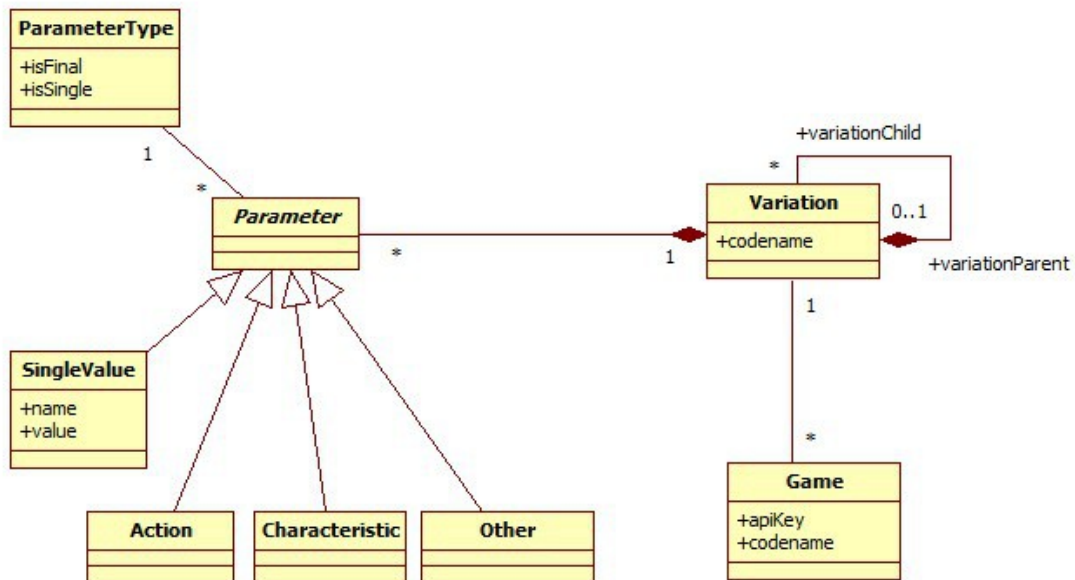 ParameterType
+isFinal
+isSingle
1
*
Parameter
*
1
+variationChild
*
Variation
+codename
0..1
+variationParent
1
*
SingleValue
+name
+value
Action
Characteristic
Other
Game
+apiKey
+codename